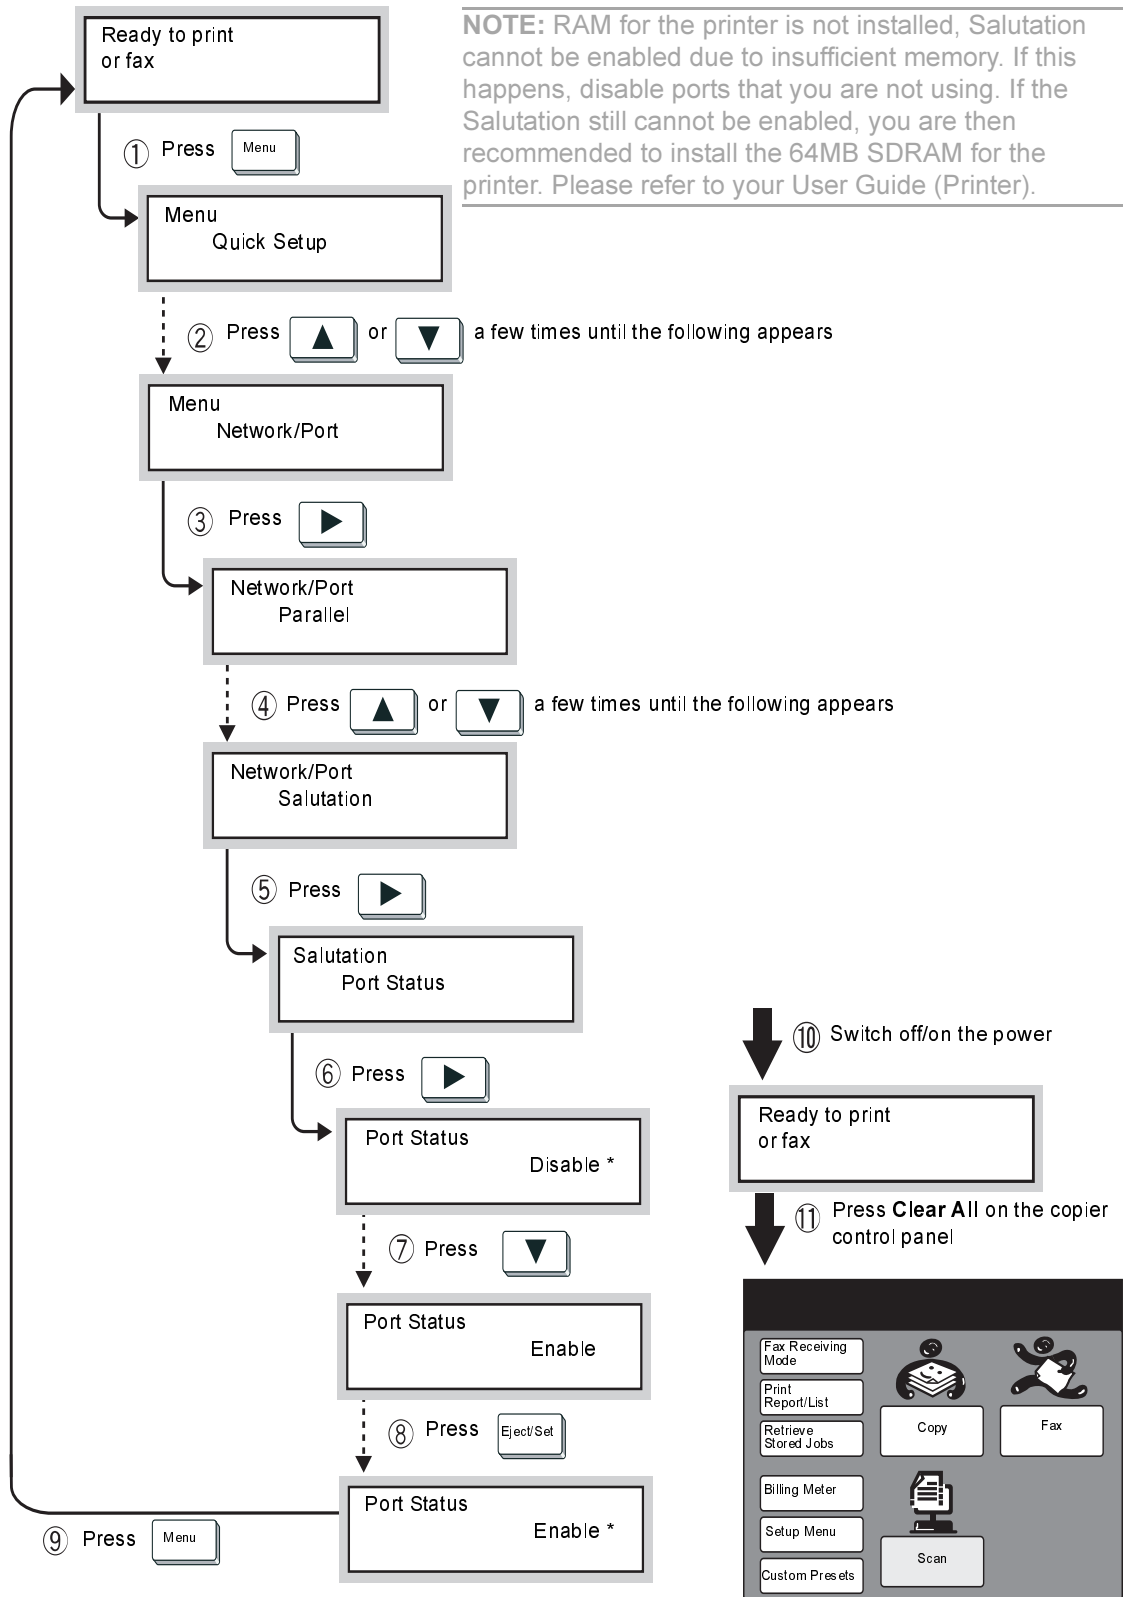 Ready to print
or fax
NOTE: RAM for the printer is not installed, Salutation
cannot be enabled due to insufficient memory. If this
happens, disable ports that you are not using. If the
Salutation still cannot be enabled, you are then
recommended to install the 64MB SDRAM for the
printer. Please refer to your User Guide (Printer).
① Press Menu
Menu
Quick Setup
② Press ▲ or ▼ a few times until the following appears
Menu
Network/Port
③ Press ▶
Network/Port
Parallel
④ Press ▲ or ▼ a few times until the following appears
Network/Port
Salutation
⑤ Press ▶
Salutation
Port Status
⑥ Press ▶
Port Status
Disable *
⑦ Press ▼
Port Status
Enable
⑧ Press Eject/Set
Port Status
Enable *
⑨ Press Menu
⑩ Switch off/on the power
Ready to print
or fax
⑪ Press Clear All on the copier
control panel
Fax Receiving
Mode
Print
Report/List
Retrieve
Stored Jobs
Copy
Fax
Billing Meter
Setup Menu
Custom Presets
Scan